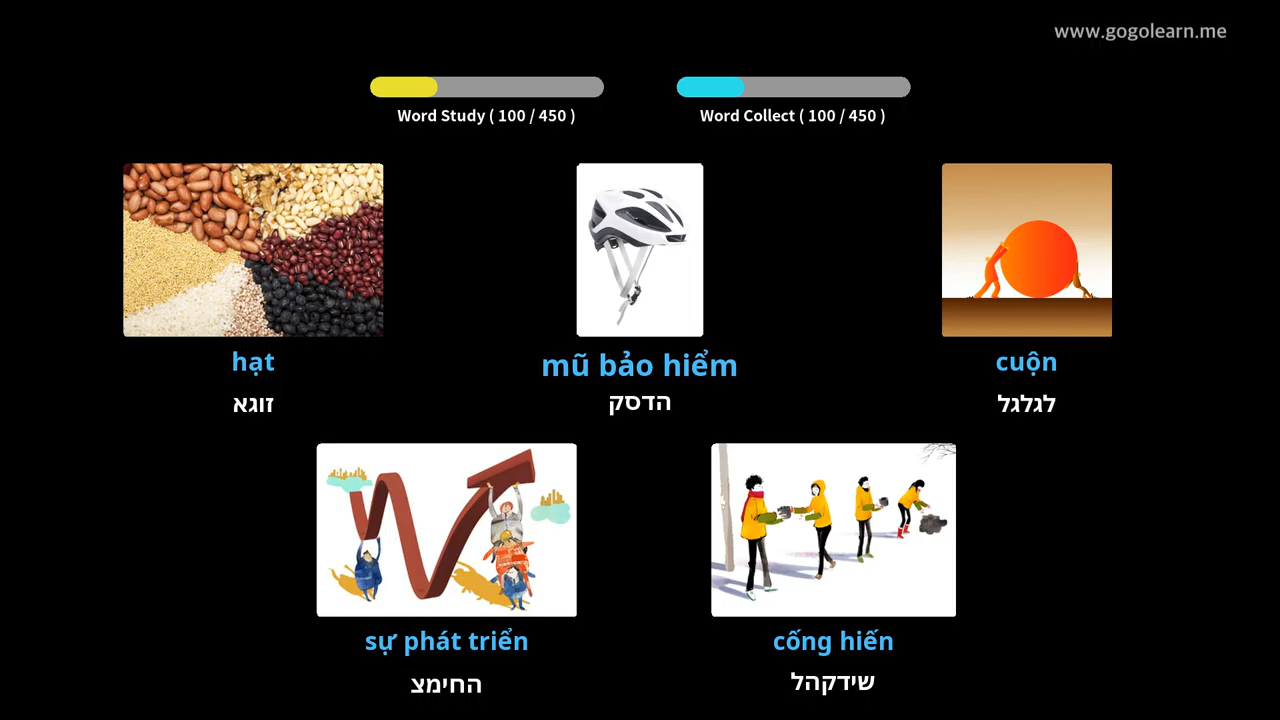 www.gogolearn.me
Word Study ( 100 / 450 )
Word Collect ( 100 / 450 )
hạt
זוגא
mũ bảo hiểm
הדסק
cuộn
לגלגל
sự phát triển
החימצ
cống hiến
שידקהל